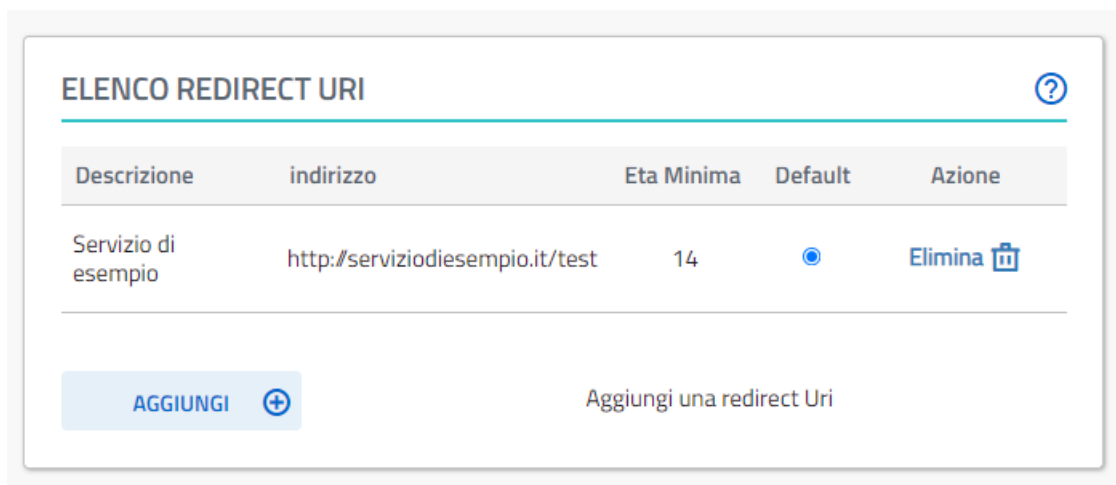 ELENCO REDIRECT URI
Descrizione indirizzo Eta Minima Default Azione
Servizio di
esempio
http://serviziodiesempio.it/test 14 Elimina
AGGIUNGI Aggiungi una redirect Uri